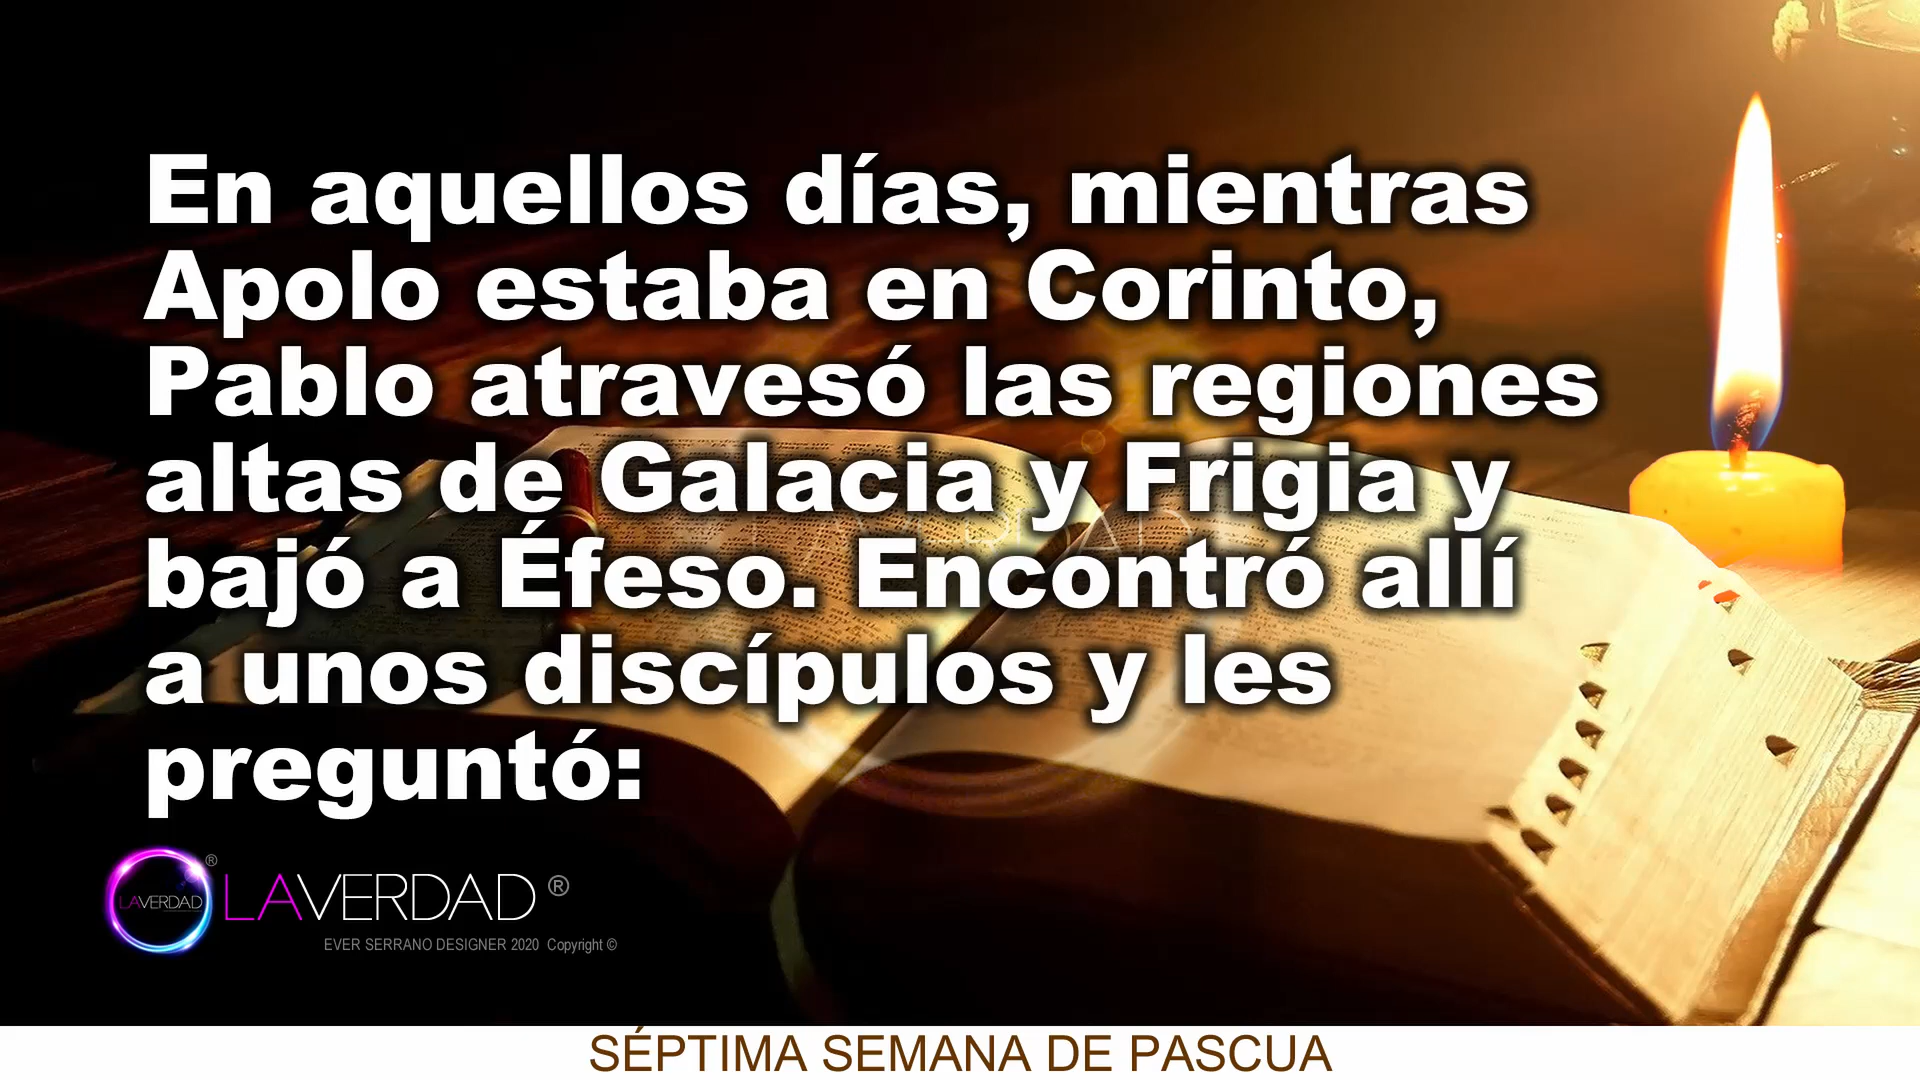 En aquellos días, mientras
Apolo estaba en Corinto,
Pablo atravesó las regiones
altas de Galacia y Frigia y
bajó a Éfeso. Encontró allí
a unos discípulos y les
preguntó:
LAVERDAD ®
LAVERDAD ®
EVER SERRANO DESIGNER 2020 Copyright ©
SÉPTIMA SEMANA DE PASCUA